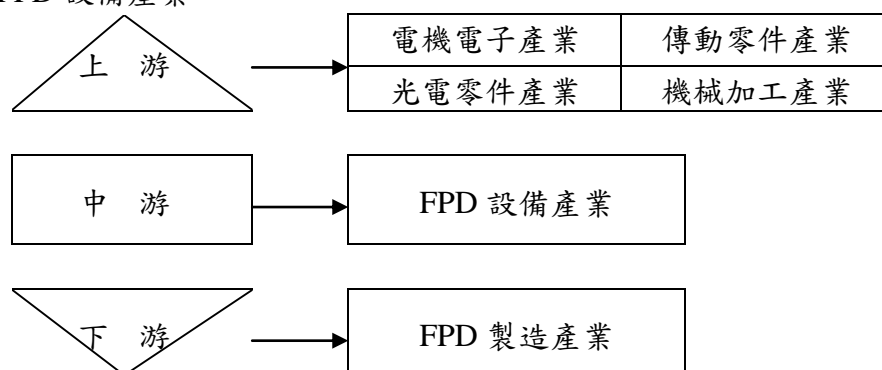 FPD 設備產業
上 游
電機電子產業 傳動零件產業
光電零件產業 機械加工產業
中 游
FPD 設備產業
下 游
FPD 製造產業